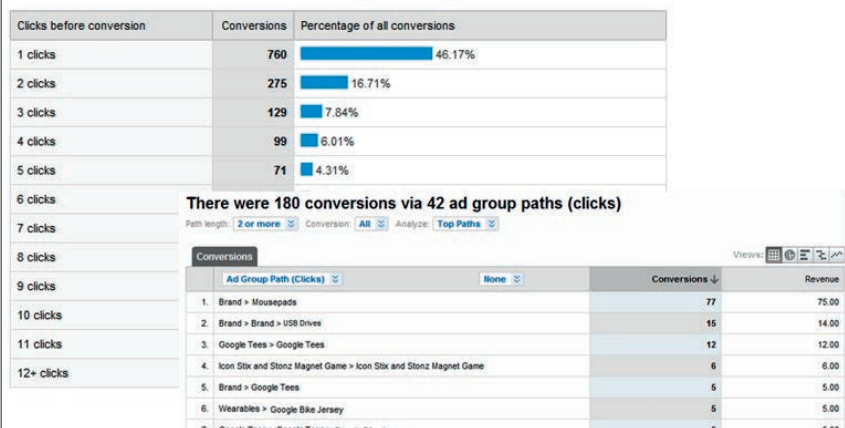 Clicks before conversion Conversions Percentage of all conversions
1 clicks 760 46.17%
2 clicks 275 16.71%
3 clicks 129 7.84%
4 clicks 99 6.01%
5 clicks 71 4.31%
6 clicks
7 clicks
8 clicks
9 clicks
10 clicks
11 clicks
12+ clicks
There were 180 conversions via 42 ad group paths (clicks)
Path length: 2 or more Conversion: All Analyze: Top Paths
Conversions Views:
Ad Group Path (Clicks) None Conversions ↓ Revenue
1. Brand > Mousepads 77 75.00
2. Brand > Brand > USB Drives 15 14.00
3. Google Tees > Google Tees 12 12.00
4. Icon Stix and Stonz Magnet Game > Icon Stix and Stonz Magnet Game 6 6.00
5. Brand > Google Tees 5 5.00
6. Wearables > Google Bike Jersey 5 5.00